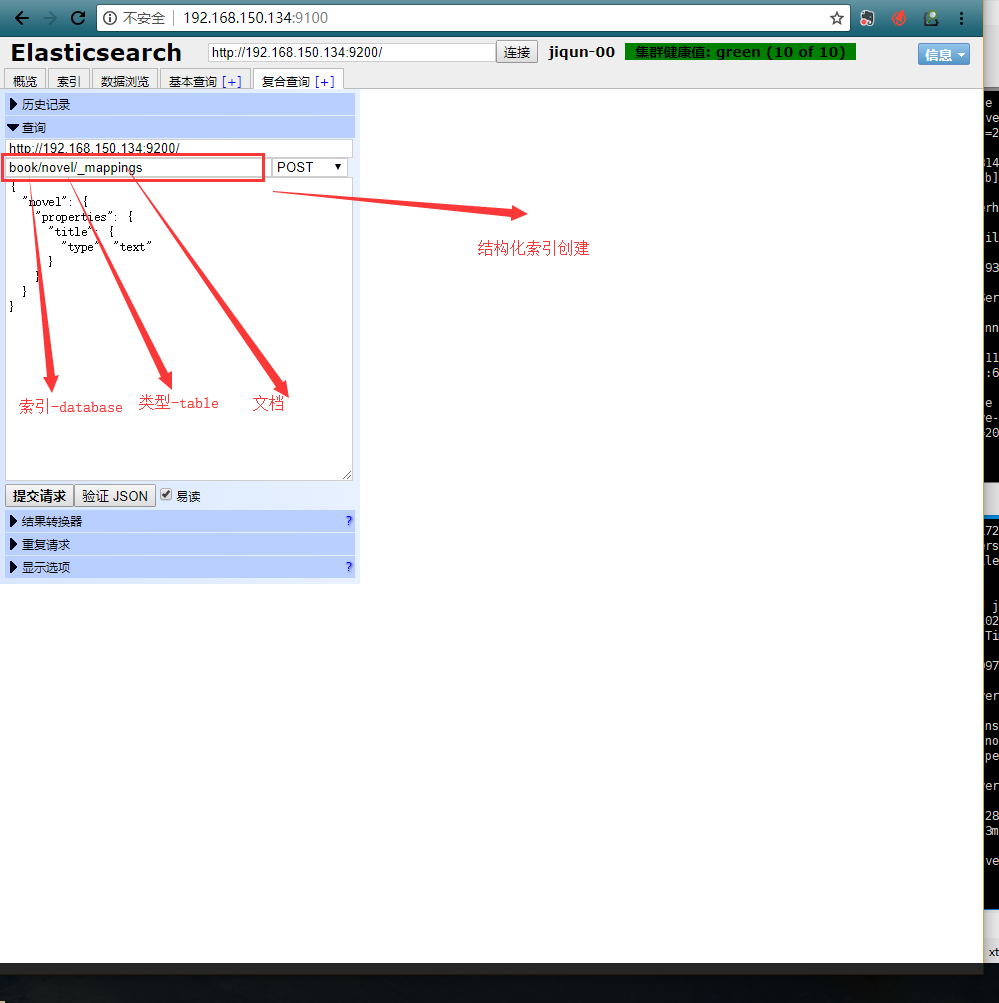 不安全 192.168.150.134:9100
Elasticsearch http://192.168.150.134:9200/ 连接 jiqun-00 集群健康值: green (10 of 10) 信息
概览 索引 数据浏览 基本查询 [+] 复合查询 [+]
历史记录
查询
http://192.168.150.134:9200/
book/novel/_mappings POST
{
"novel": {
"properties": {
"title": {
"type" "text"
}
}
}
}
结构化索引创建
索引-database 类型-table 文档
提交请求 验证 JSON 易读
结果转换器 ?
重复请求
显示选项 ?